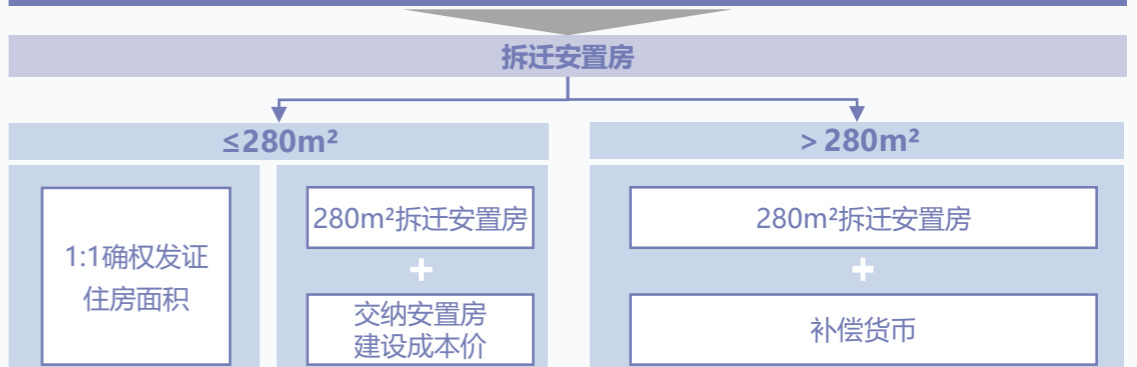 拆迁安置房
≤280m²
＞280m²
1:1确权发证
住房面积
280m²拆迁安置房
+
交纳安置房
建设成本价
280m²拆迁安置房
+
补偿货币